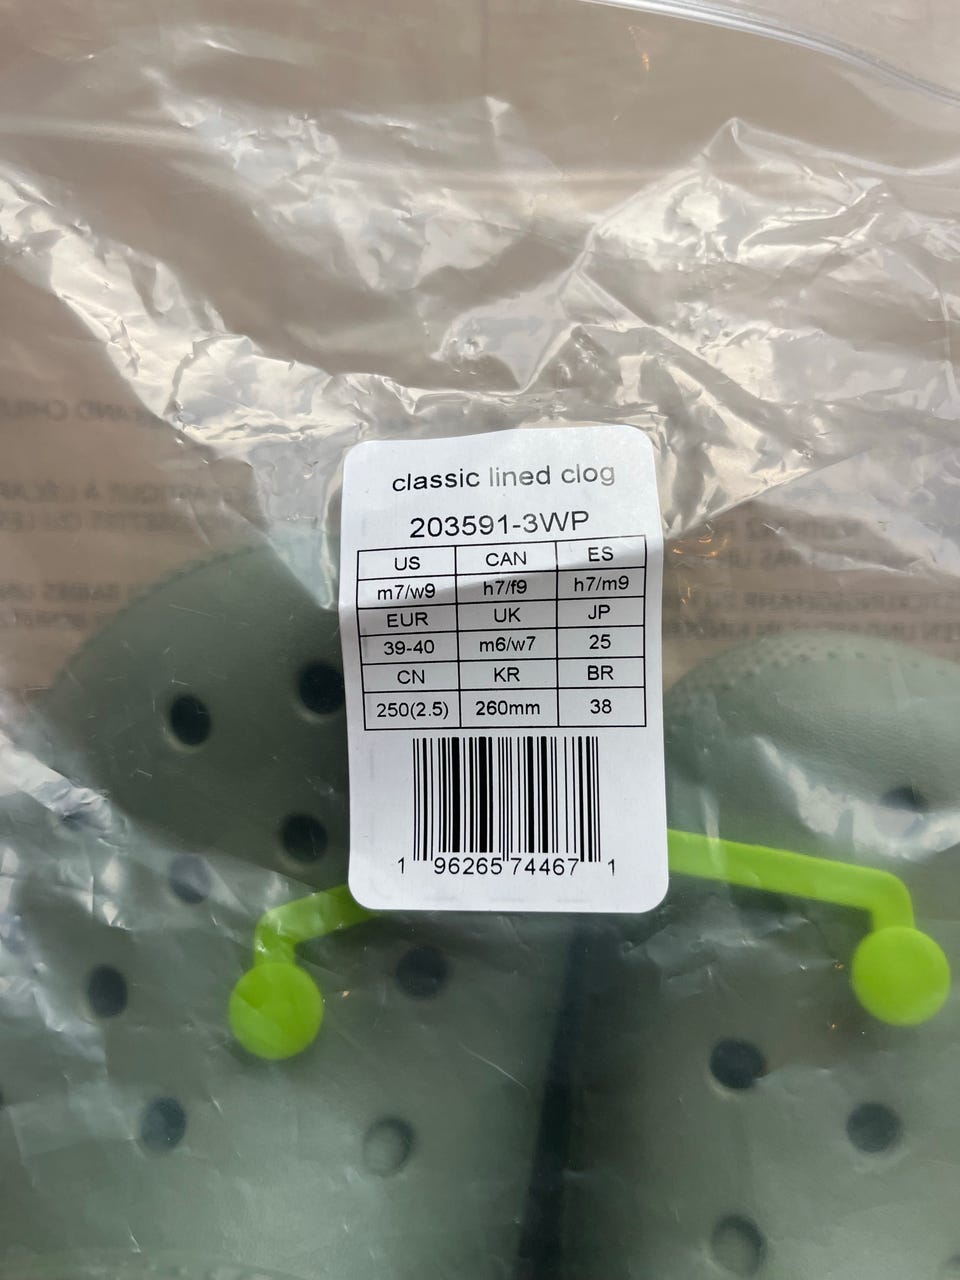 classic lined clog
203591-3WP
US CAN ES
m7/w9 h7/f9 h7/m9
EUR UK JP
39-40 m6/w7 25
CN KR BR
250(2.5) 260mm 38
1 96265 74467 1